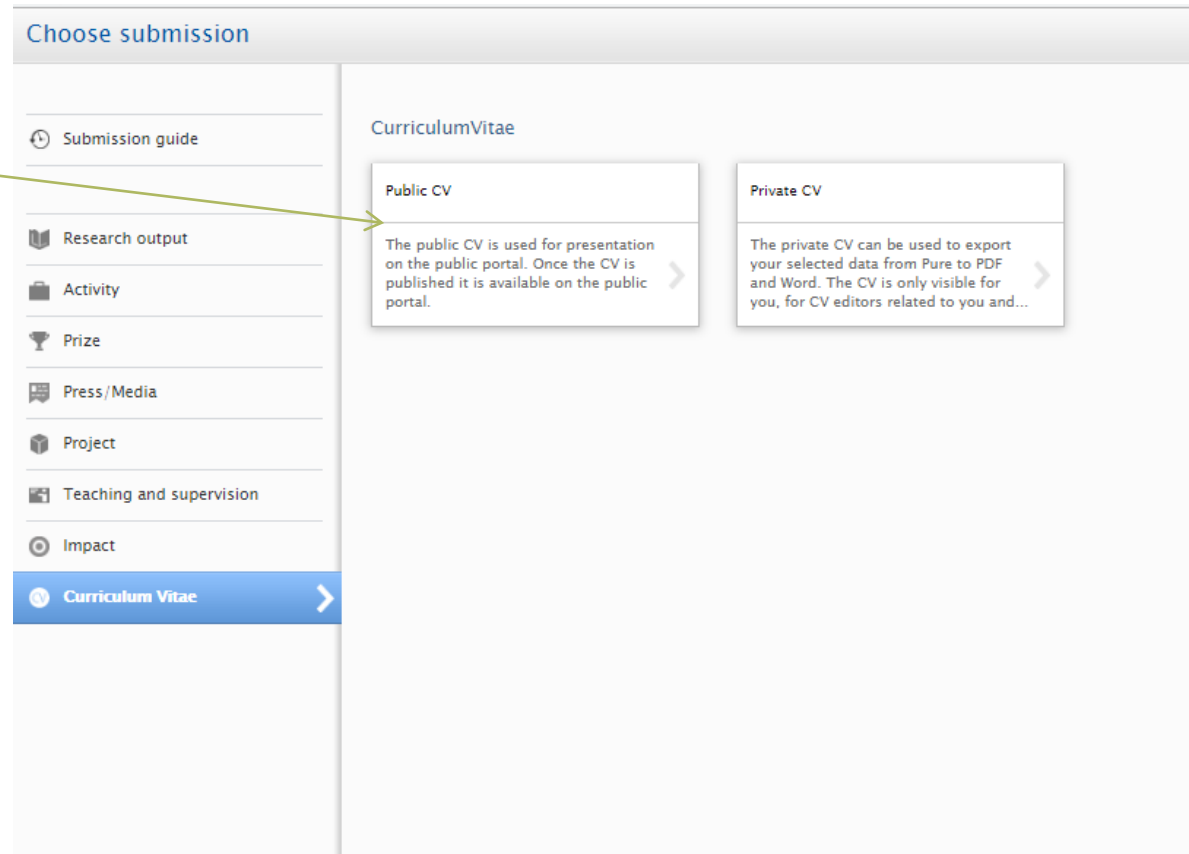 Choose submission
Submission guide
Research output
Activity
Prize
Press/Media
Project
Teaching and supervision
Impact
CV Curriculum Vitae
CurriculumVitae
Public CV
The public CV is used for presentation
on the public portal. Once the CV is
published it is available on the public
portal.
Private CV
The private CV can be used to export
your selected data from Pure to PDF
and Word. The CV is only visible for
you, for CV editors related to you and...